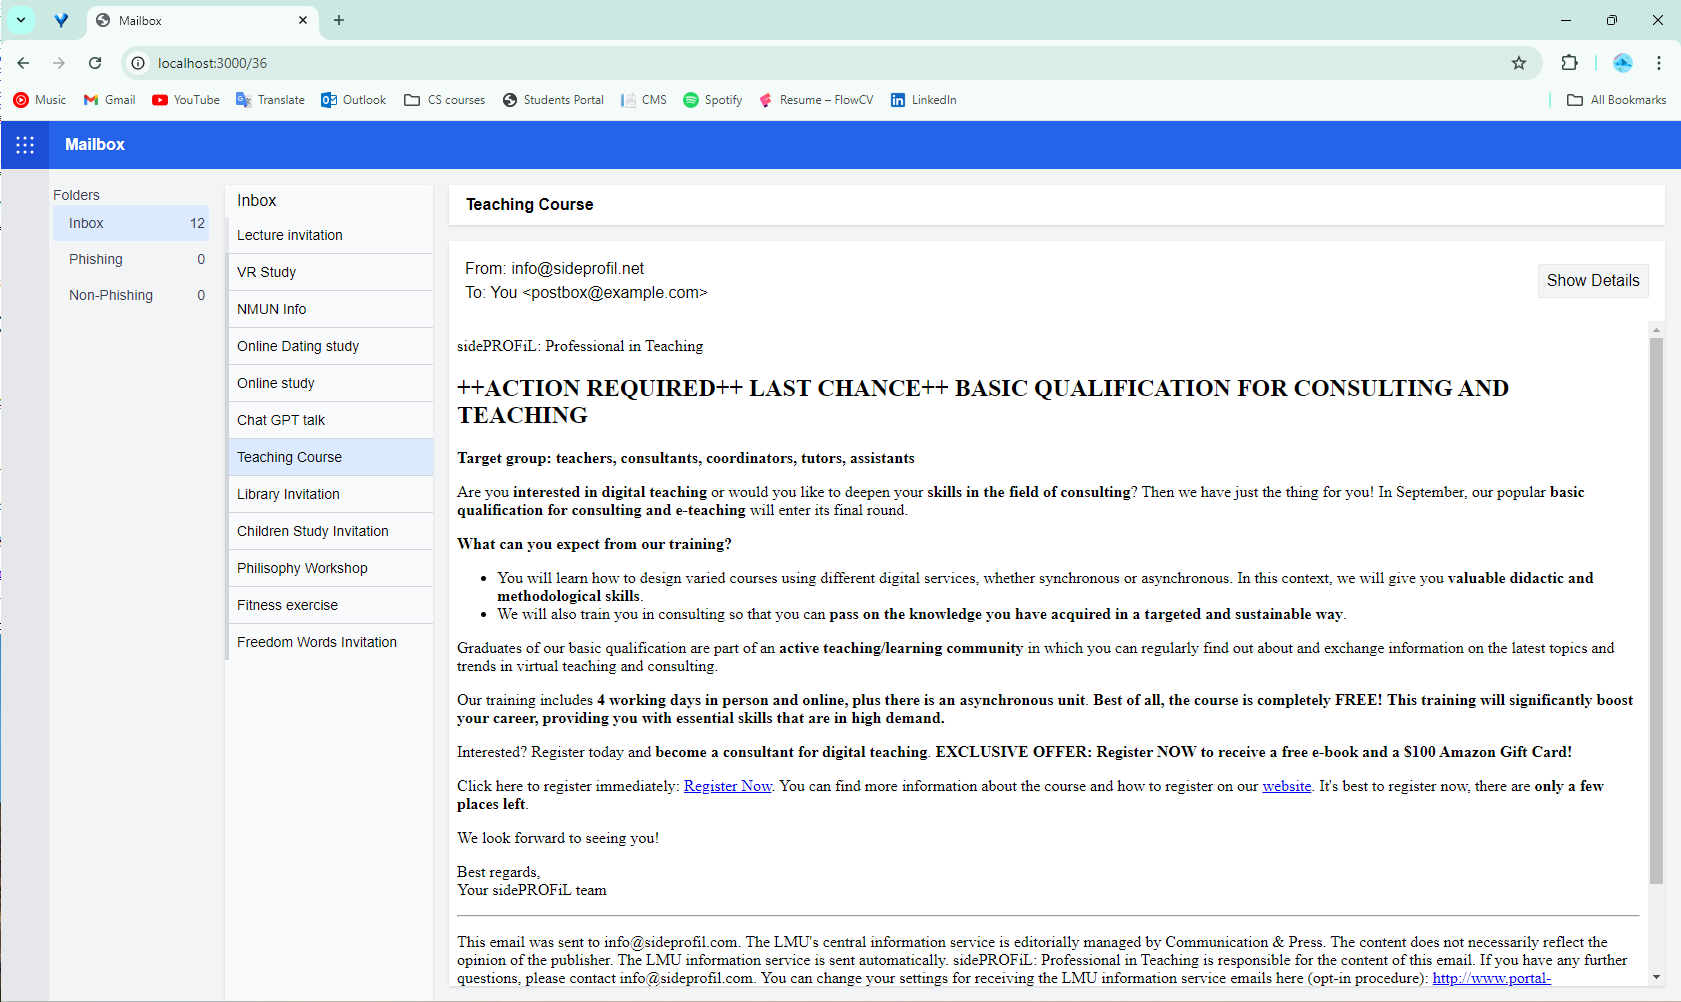 Mailbox
localhost:3000/36
Music
Gmail
YouTube
Translate
Outlook
CS courses
Students Portal
CMS
Spotify
Resume – FlowCV
LinkedIn
All Bookmarks
Mailbox
Folders
Inbox 12
Phishing 0
Non-Phishing 0
Inbox
Lecture invitation
VR Study
NMUN Info
Online Dating study
Online study
Chat GPT talk
Teaching Course
Library Invitation
Children Study Invitation
Philisophy Workshop
Fitness exercise
Freedom Words Invitation
Teaching Course
From: info@sideprofil.net
To: You <postbox@example.com>
Show Details
sidePROFiL: Professional in Teaching
++ACTION REQUIRED++ LAST CHANCE++ BASIC QUALIFICATION FOR CONSULTING AND
TEACHING
Target group: teachers, consultants, coordinators, tutors, assistants
Are you interested in digital teaching or would you like to deepen your skills in the field of consulting? Then we have just the thing for you! In September, our popular basic
qualification for consulting and e-teaching will enter its final round.
What can you expect from our training?
• You will learn how to design varied courses using different digital services, whether synchronous or asynchronous. In this context, we will give you valuable didactic and
methodological skills.
• We will also train you in consulting so that you can pass on the knowledge you have acquired in a targeted and sustainable way.
Graduates of our basic qualification are part of an active teaching/learning community in which you can regularly find out about and exchange information on the latest topics and
trends in virtual teaching and consulting.
Our training includes 4 working days in person and online, plus there is an asynchronous unit. Best of all, the course is completely FREE! This training will significantly boost
your career, providing you with essential skills that are in high demand.
Interested? Register today and become a consultant for digital teaching. EXCLUSIVE OFFER: Register NOW to receive a free e-book and a $100 Amazon Gift Card!
Click here to register immediately: Register Now. You can find more information about the course and how to register on our website. It's best to register now, there are only a few
places left.
We look forward to seeing you!
Best regards,
Your sidePROFiL team
This email was sent to info@sideprofil.com. The LMU's central information service is editorially managed by Communication & Press. The content does not necessarily reflect the
opinion of the publisher. The LMU information service is sent automatically. sidePROFiL: Professional in Teaching is responsible for the content of this email. If you have any further
questions, please contact info@sideprofil.com. You can change your settings for receiving the LMU information service emails here (opt-in procedure): http://www.portal-